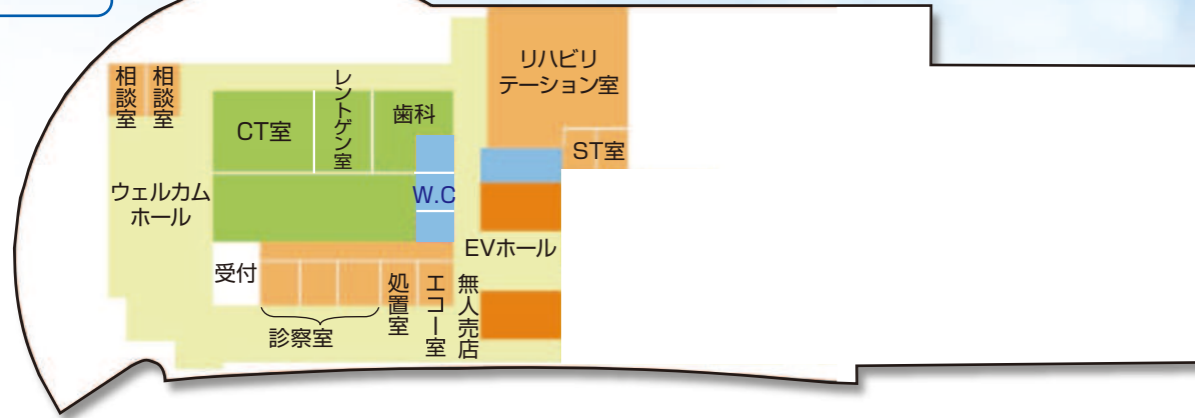 リハビリ
テーション室
相談室
相談室
CT室
レントゲン室
歯科
ST室
ウェルカム
ホール
W.C
EVホール
受付
処置室
エコー室
無人売店
診察室